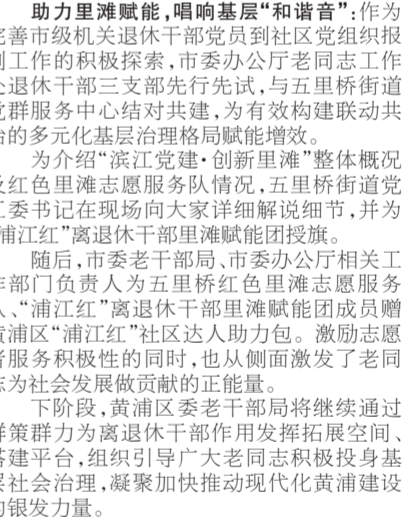 助力里滩赋能，唱响基层“和谐音”：作为
完善市级机关退休干部党员到社区党组织报
到工作的积极探索，市委办公厅老同志工作
处退休干部三支部先行先试，与五里桥街道
党群服务中心结对共建，为有效构建联动共
治的多元化基层治理格局赋能增效。
为介绍“滨江党建·创新里滩”整体概况
及红色里滩志愿服务队情况，五里桥街道党
工委书记在现场向大家详细解说细节，并为
“浦江红”离退休干部里滩赋能团授旗。
随后，市委老干部局、市委办公厅相关工
作部门负责人为五里桥红色里滩志愿服务
队、“浦江红”离退休干部里滩赋能团成员赠
黄浦区“浦江红”社区达人助力包。激励志愿
者服务积极性的同时，也从侧面激发了老同
志为社会发展做贡献的正能量。
下阶段，黄浦区委老干部局将继续通过
群策群力为离退休干部作用发挥拓展空间、
搭建平台，组织引导广大老同志积极投身基
层社会治理，凝聚加快推动现代化黄浦建设
的银发力量。